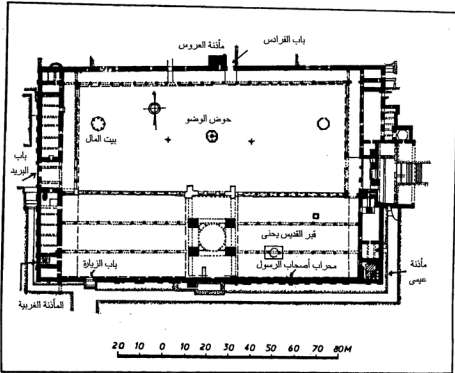 مأذنة العروس
باب الفرادس
حوض الوضو
بيت المال
باب
البريد
قبر القديس يحنى
باب الزيارة
محراب أصحاب الرسول
مأذنة
عيسى
المأذنة الغربية
20 10 0 10 20 30 40 50 60 70 80M